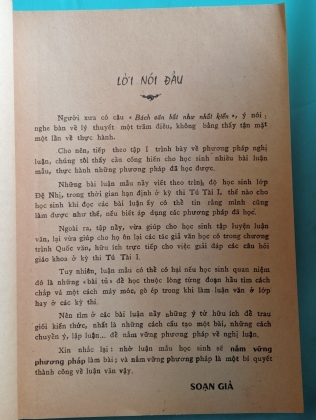 LỜI NÓI ĐẦU
Người xưa có câu « Bách văn bất như nhất kiến », ý nói:
nghe bàn về lý thuyết một trăm điều, không bằng thấy tận mặt
một lần về thực hành.
Cho nên, tiếp theo tập I trình bày về phương pháp nghị
luận, chúng tôi thấy cần cống hiến cho học sinh nhiều bài luận
mẫu, thực hành những phương pháp đã học được.
Những bài luận mẫu này viết theo trình độ học sinh lớp
Đệ Nhị, trong thời gian hạn định ở kỳ thi Tú Tài I, thế nào cho
học sinh khi đọc các bài luận ấy có thể tin rằng mình cũng
làm được như thế, nếu biết áp dụng các phương pháp đã học.
Ngoài ra, tập này, vừa giúp cho học sinh tập luyện luận
văn, lại vừa giúp cho họ ôn lại các tác giả văn học có trong chương
trình Quốc văn, hữu ích trực tiếp cho việc giải đáp các câu hỏi
giáo khoa ở kỳ thi Tú Tài I.
Tuy nhiên, luận mẫu có thể có hại nếu học sinh quan niệm
đó là những «bài tủ» để học thuộc lòng từng đoạn hầu tìm cách
chắp vá một cách máy móc, gò ép trong khi làm luận văn ở lớp
hay ở các kỳ thi.
Nên tìm ở các bài luận này những ý tứ hữu ích để trau
giồi kiến thức, nhất là những cách cấu tạo một bài, những cách
chuyển ý, lập luận... để nắm vững phương pháp về nghị luận.
Xin nhắc lại: nhờ luận mẫu học sinh sẽ nắm vững
phương pháp làm bài; và nắm vững phương pháp là một bí quyết
thành công về luận văn vậy.
SOẠN GIẢ